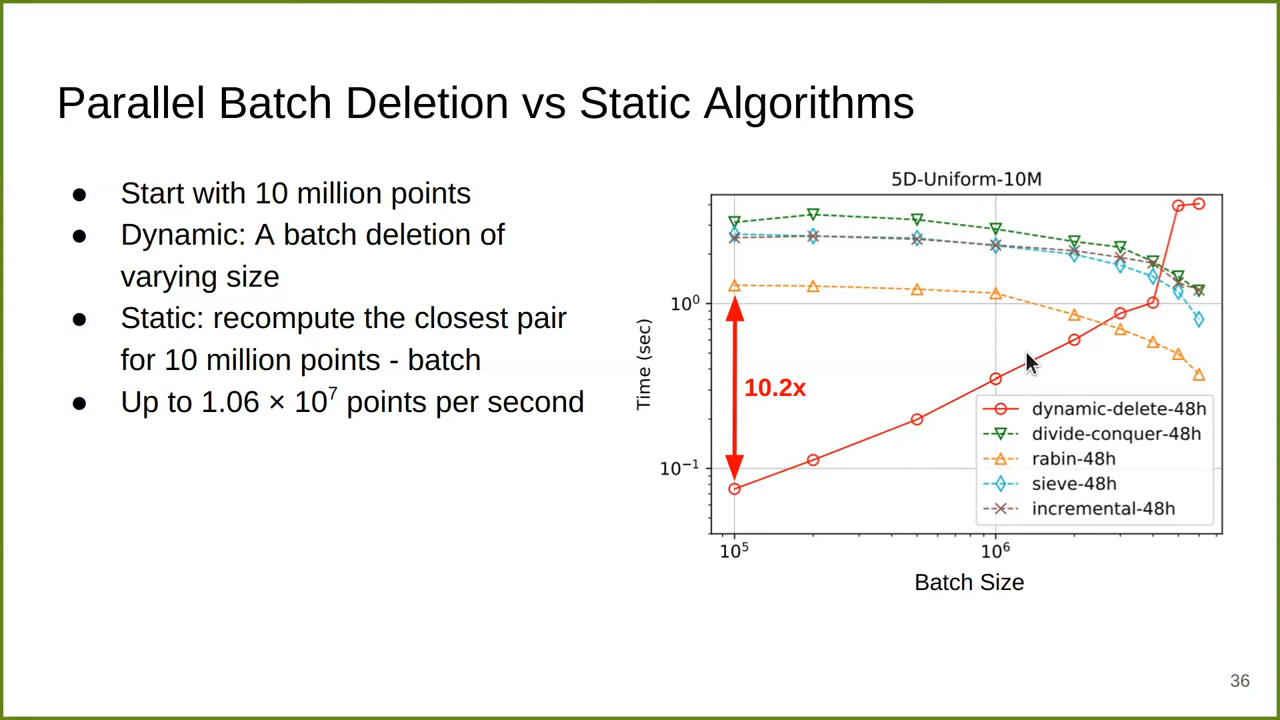 Parallel Batch Deletion vs Static Algorithms
● Start with 10 million points
● Dynamic: A batch deletion of
varying size
● Static: recompute the closest pair
for 10 million points - batch
● Up to 1.06 × 10⁷ points per second
5D-Uniform-10M
Time (sec)
10⁰
10⁻¹
10.2x
dynamic-delete-48h
divide-conquer-48h
rabin-48h
sieve-48h
incremental-48h
10⁵ 10⁶
Batch Size
36